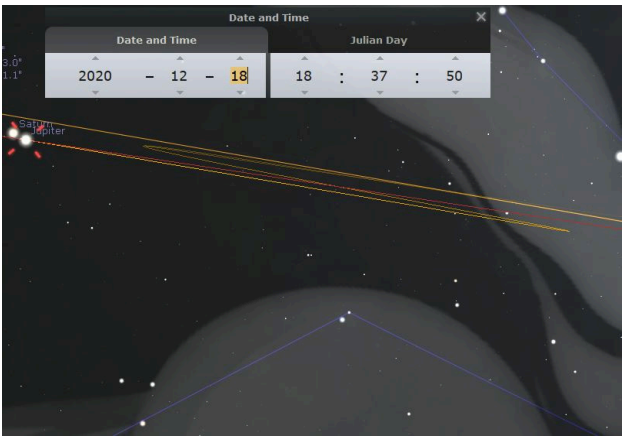 Date and Time
Date and Time
Julian Day
2020 – 12 – 18
18 : 37 : 50
°
3.0°
1.1°
Saturn
Jupiter